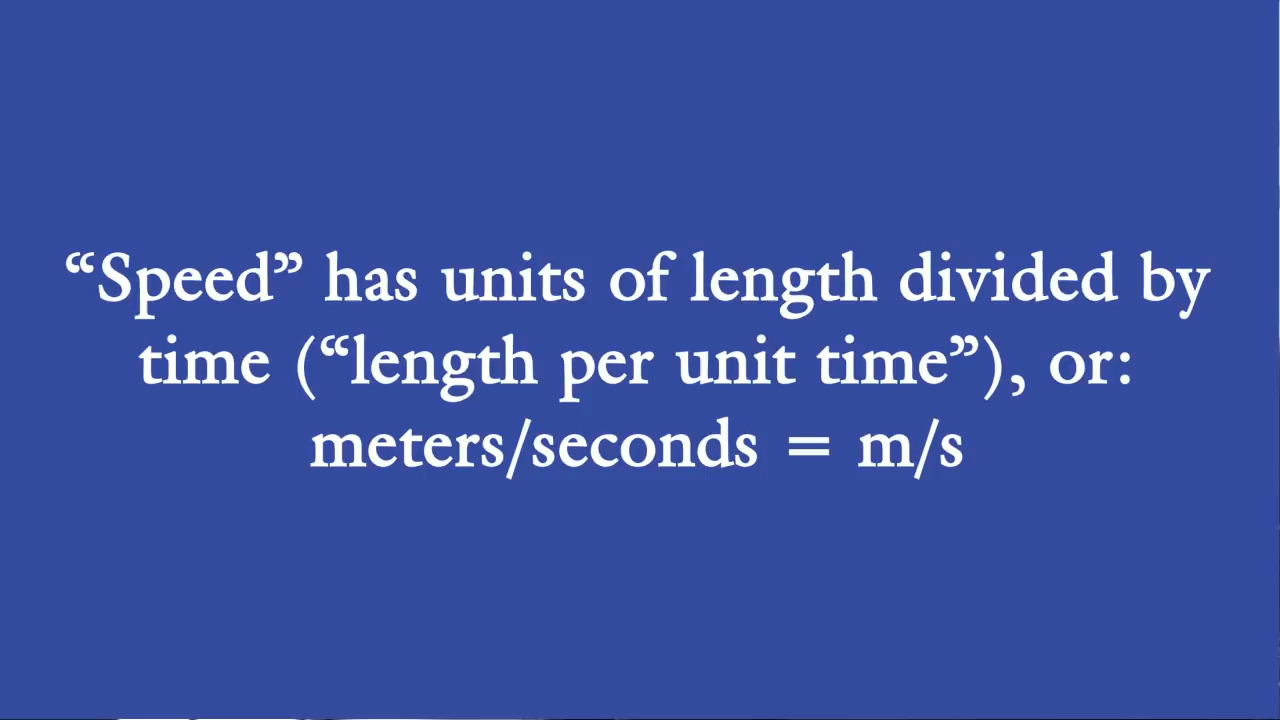 “Speed” has units of length divided by
time (“length per unit time”), or:
meters/seconds = m/s